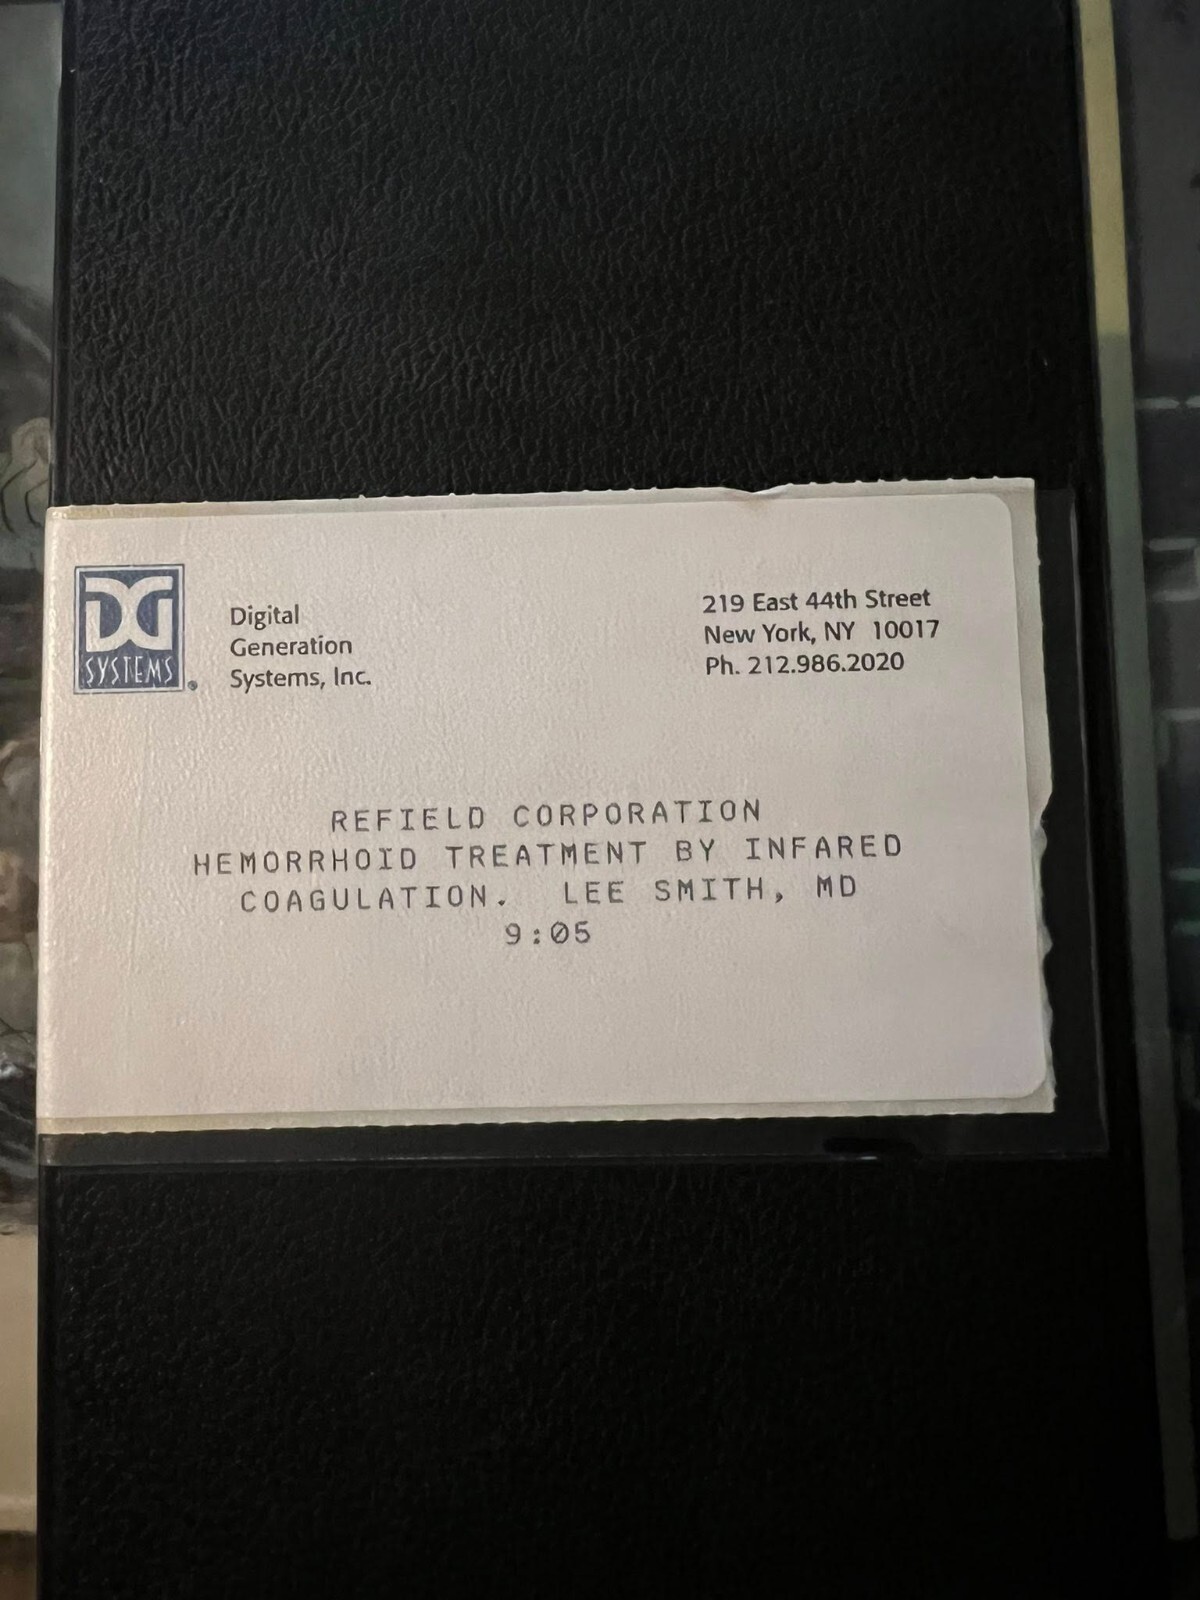 DG
SYSTEMS
Digital
Generation
Systems, Inc.
219 East 44th Street
New York, NY 10017
Ph. 212.986.2020
REFIELD CORPORATION
HEMORRHOID TREATMENT BY INFARED
COAGULATION. LEE SMITH, MD
9:05